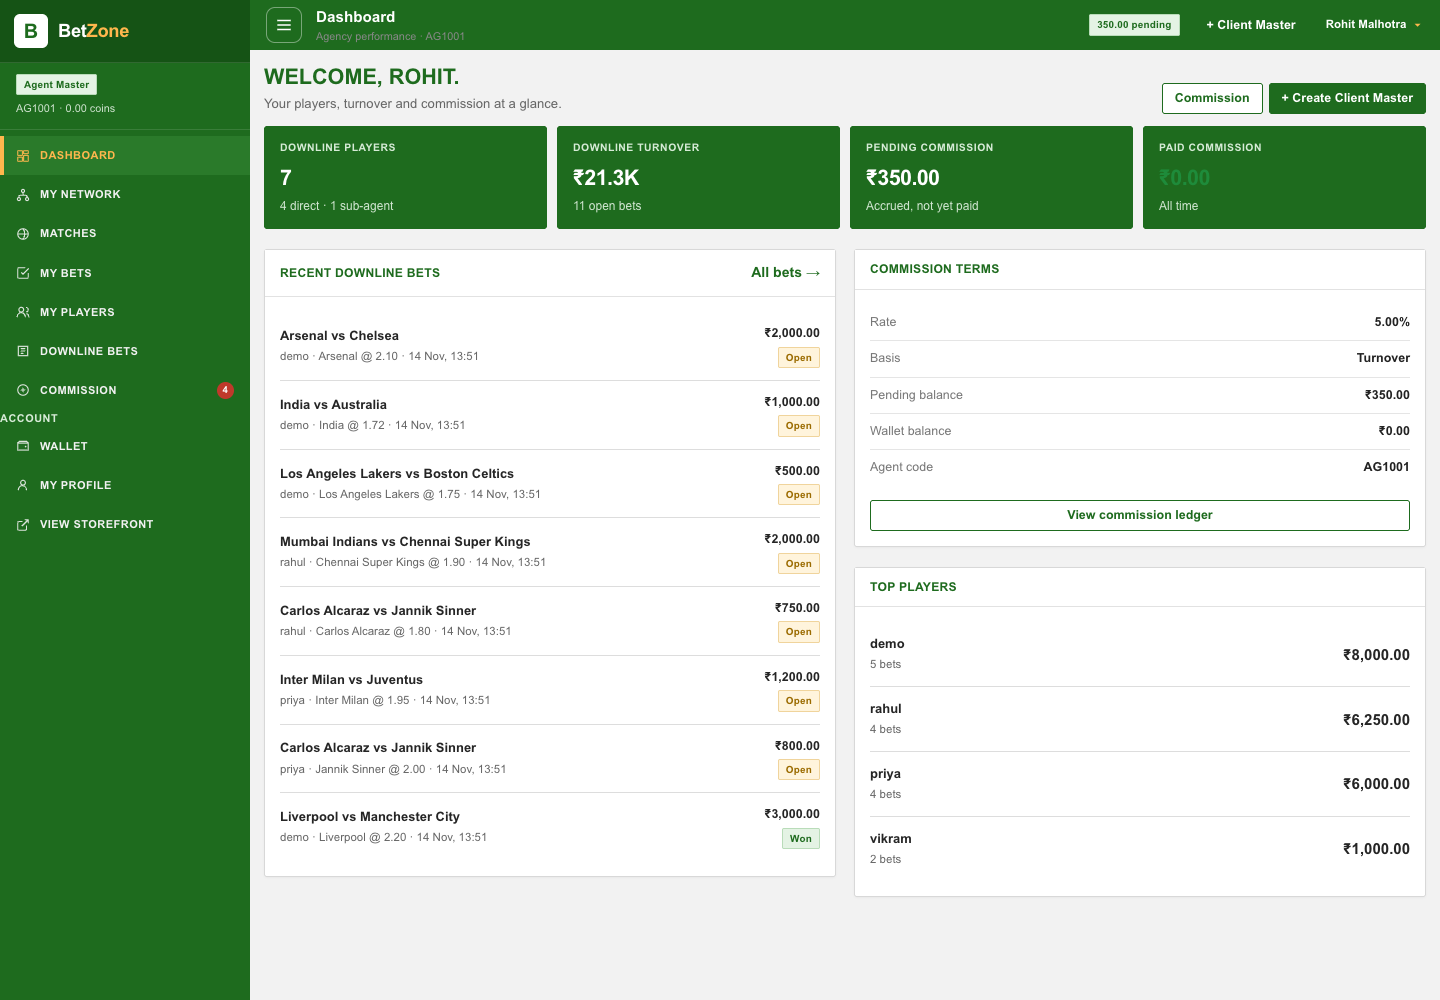 B BetZone
Agent Master
AG1001 · 0.00 coins
DASHBOARD
MY NETWORK
MATCHES
MY BETS
MY PLAYERS
DOWNLINE BETS
COMMISSION 4
ACCOUNT
WALLET
MY PROFILE
VIEW STOREFRONT
Dashboard
Agency performance · AG1001
350.00 pending
+ Client Master
Rohit Malhotra
WELCOME, ROHIT.
Your players, turnover and commission at a glance.
Commission
+ Create Client Master
DOWNLINE PLAYERS
7
4 direct · 1 sub-agent
DOWNLINE TURNOVER
₹21.3K
11 open bets
PENDING COMMISSION
₹350.00
Accrued, not yet paid
PAID COMMISSION
₹0.00
All time
RECENT DOWNLINE BETS
All bets →
Arsenal vs Chelsea ₹2,000.00
demo · Arsenal @ 2.10 · 14 Nov, 13:51 Open
India vs Australia ₹1,000.00
demo · India @ 1.72 · 14 Nov, 13:51 Open
Los Angeles Lakers vs Boston Celtics ₹500.00
demo · Los Angeles Lakers @ 1.75 · 14 Nov, 13:51 Open
Mumbai Indians vs Chennai Super Kings ₹2,000.00
rahul · Chennai Super Kings @ 1.90 · 14 Nov, 13:51 Open
Carlos Alcaraz vs Jannik Sinner ₹750.00
rahul · Carlos Alcaraz @ 1.80 · 14 Nov, 13:51 Open
Inter Milan vs Juventus ₹1,200.00
priya · Inter Milan @ 1.95 · 14 Nov, 13:51 Open
Carlos Alcaraz vs Jannik Sinner ₹800.00
priya · Jannik Sinner @ 2.00 · 14 Nov, 13:51 Open
Liverpool vs Manchester City ₹3,000.00
demo · Liverpool @ 2.20 · 14 Nov, 13:51 Won
COMMISSION TERMS
Rate 5.00%
Basis Turnover
Pending balance ₹350.00
Wallet balance ₹0.00
Agent code AG1001
View commission ledger
TOP PLAYERS
demo
5 bets ₹8,000.00
rahul
4 bets ₹6,250.00
priya
4 bets ₹6,000.00
vikram
2 bets ₹1,000.00